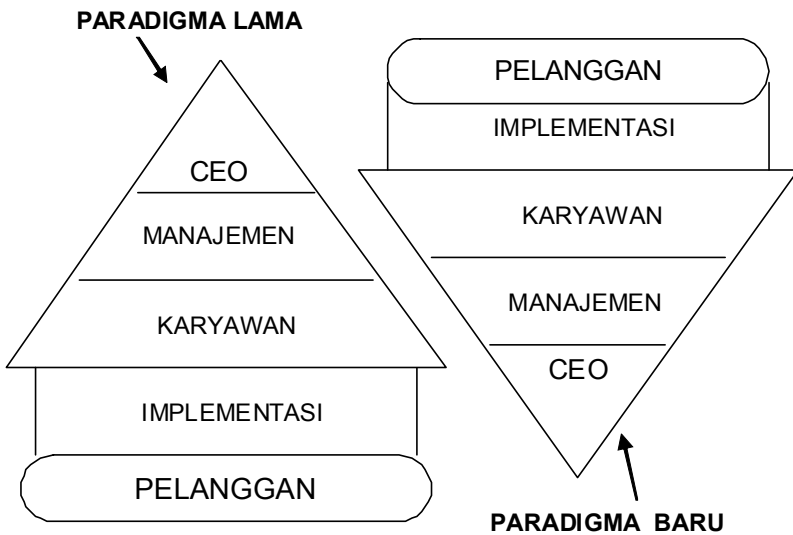 PARADIGMA LAMA
CEO
MANAJEMEN
KARYAWAN
IMPLEMENTASI
PELANGGAN
PELANGGAN
IMPLEMENTASI
KARYAWAN
MANAJEMEN
CEO
PARADIGMA BARU